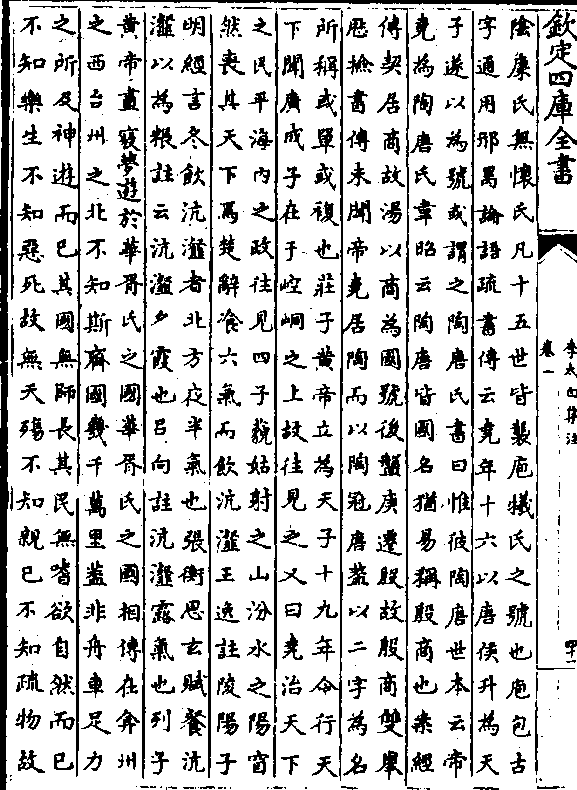 欽定四庫全書
李太白集注
卷一
陰康氏無懷氏凡十五世皆襲庖犧氏之號也庖包古
字通用邢昺論語疏書傳云堯年十六以唐侯升為天
子遂以為號或謂之陶唐氏書曰惟彼陶唐世本云帝
堯為陶唐氏韋昭云陶唐皆國名猶易稱殷商也案經
傳契居商故湯以商為國號後盤庚遷殷故殷商雙舉
厯檢書傳未聞帝堯居陶而以陶冠唐蓋以二字為名
所稱或單或複也莊子黄帝立為天子十九年令行天
下聞廣成子在于崆峒之上故往見之又曰堯治天下
之民平海内之政往見四子藐姑射之山汾水之陽窅
然喪其天下焉楚辭飡六氣而飲沆瀣王逸註陵陽子
明經言冬飲沆瀣者北方夜半氣也張衡思玄賦餐沆
瀣以為粮註云沆瀣夕霞也呂向註沆瀣露氣也列子
黄帝晝寢夢遊於華胥氏之國華胥氏之國相傳在弇州
之西台州之北不知斯齊國幾千萬里蓋非舟車足力
之所及神遊而已其國無師長其民無嗜欲自然而已
不知樂生不知惡死故無夭殤不知親已不知疏物故